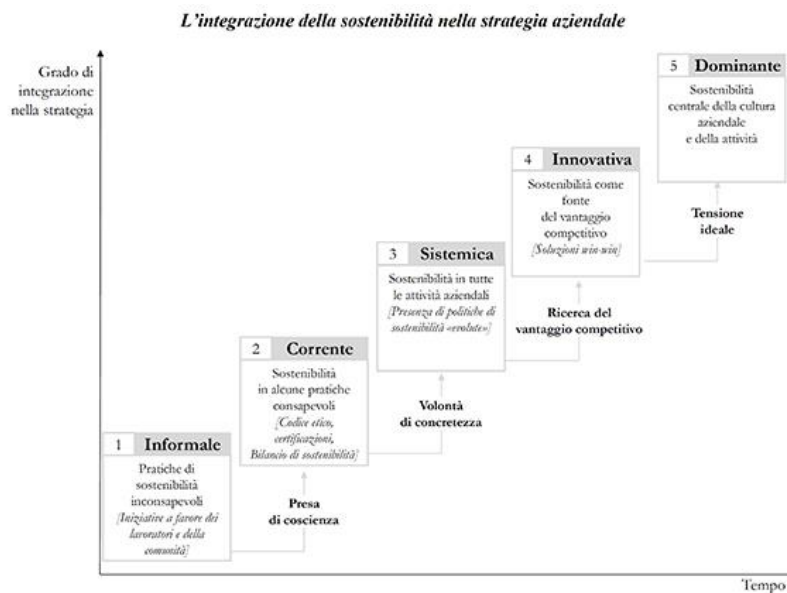 L'integrazione della sostenibilità nella strategia aziendale
Grado di
integrazione
nella strategia
5 Dominante
Sostenibilità
centrale della cultura
aziendale
e della attività
4 Innovativa
Sostenibilità come
fonte
del vantaggio
competitivo
[Soluzioni win-win]
Tensione
ideale
3 Sistemica
Sostenibilità in tutte
le attività aziendali
[Presenza di politiche di
sostenibilità «evolute»]
Ricerca del
vantaggio competitivo
2 Corrente
Sostenibilità
in alcune pratiche
consapevoli
[Codice etico,
certificazioni,
Bilancio di sostenibilità]
Volontà
di concretezza
1 Informale
Pratiche di
sostenibilità
inconsapevoli
[Iniziative a favore dei
lavoratori e della
comunità]
Presa
di coscienza
Tempo